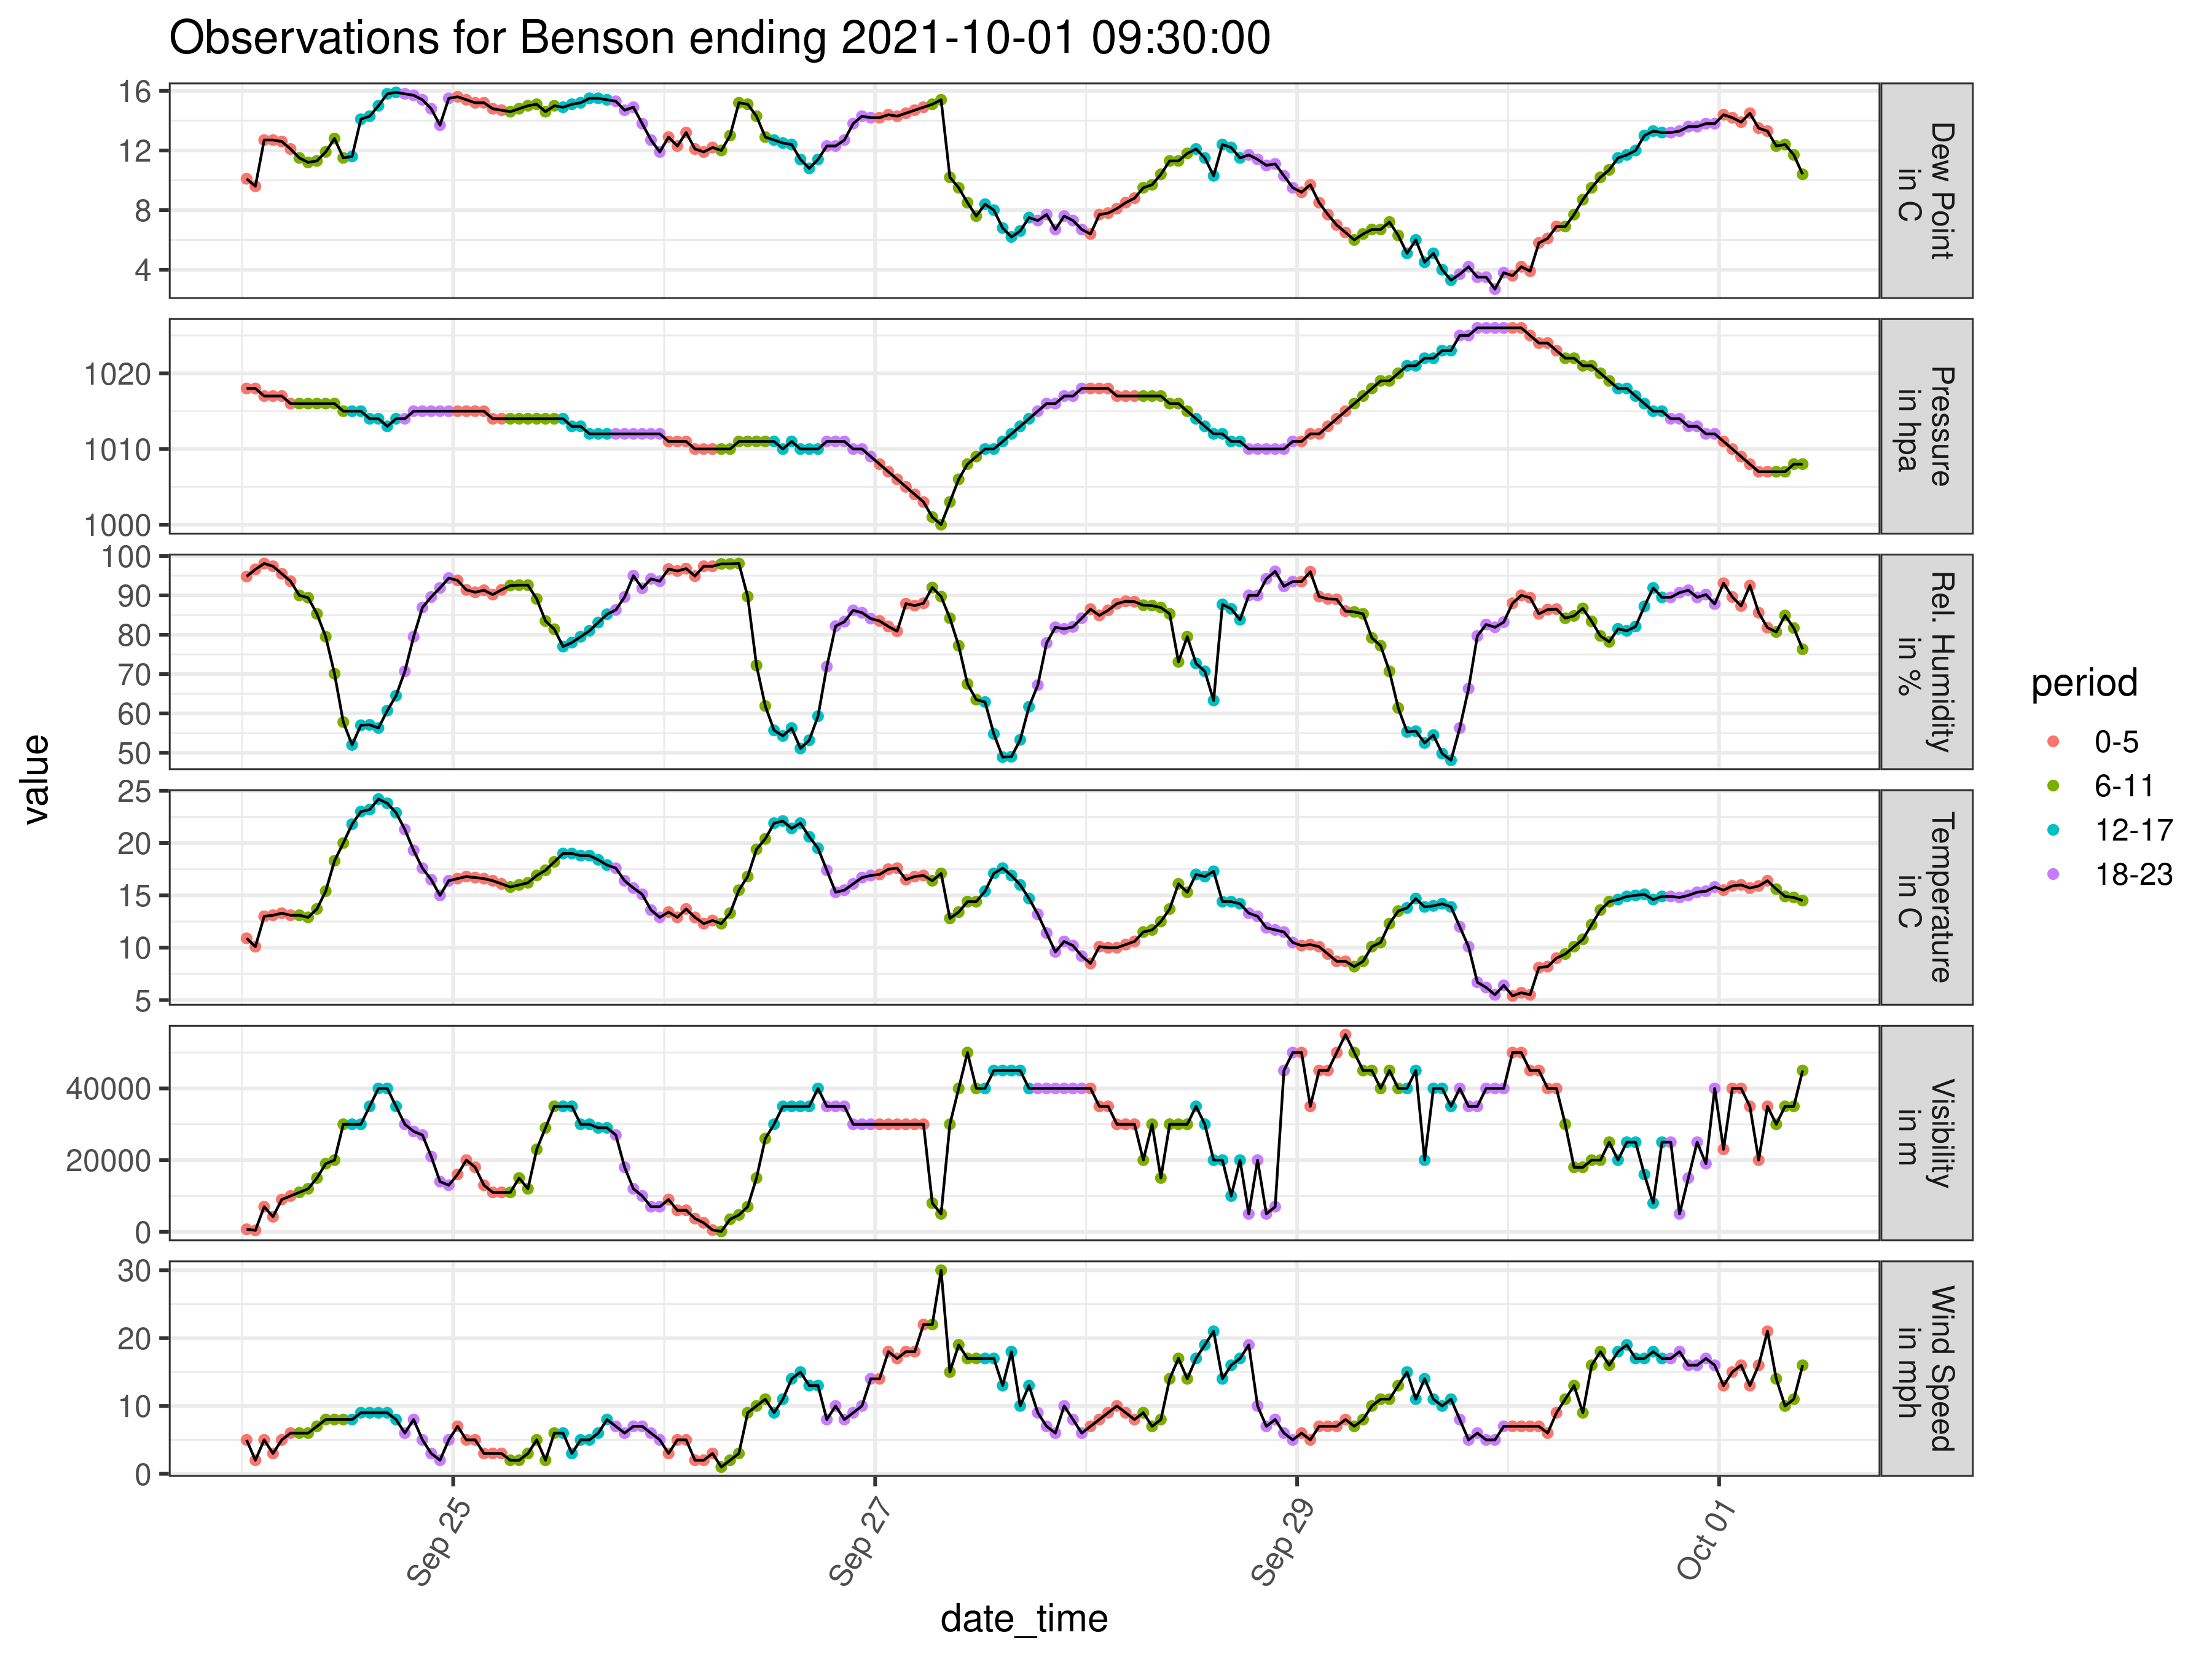 Observations for Benson ending 2021-10-01 09:30:00
16
12
8
4
Dew Point
in C
1020
1010
1000
Pressure
in hpa
100
90
80
70
60
50
Rel. Humidity
in %
25
20
15
10
5
Temperature
in C
40000
20000
0
Visibility
in m
30
20
10
0
Wind Speed
in mph
value
Sep 25
Sep 27
Sep 29
Oct 01
date_time
period
0-5
6-11
12-17
18-23